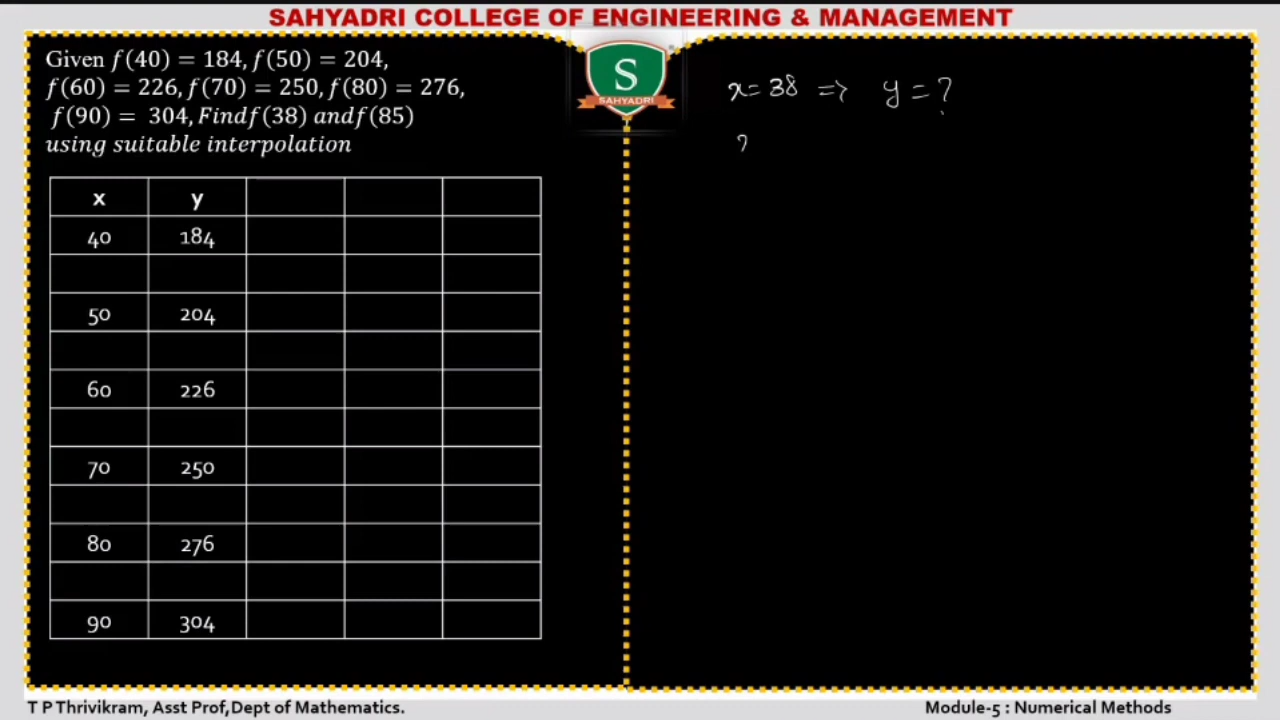 SAHYADRI COLLEGE OF ENGINEERING & MANAGEMENT
Given f(40) = 184, f(50) = 204,
f(60) = 226, f(70) = 250, f(80) = 276,
f(90) = 304, Findf(38) andf(85)
using suitable interpolation
S
SAHYADRI
x = 38 ⇒ y = ?
x y
40 184
50 204
60 226
70 250
80 276
90 304
T P Thrivikram, Asst Prof,Dept of Mathematics.
Module-5 : Numerical Methods